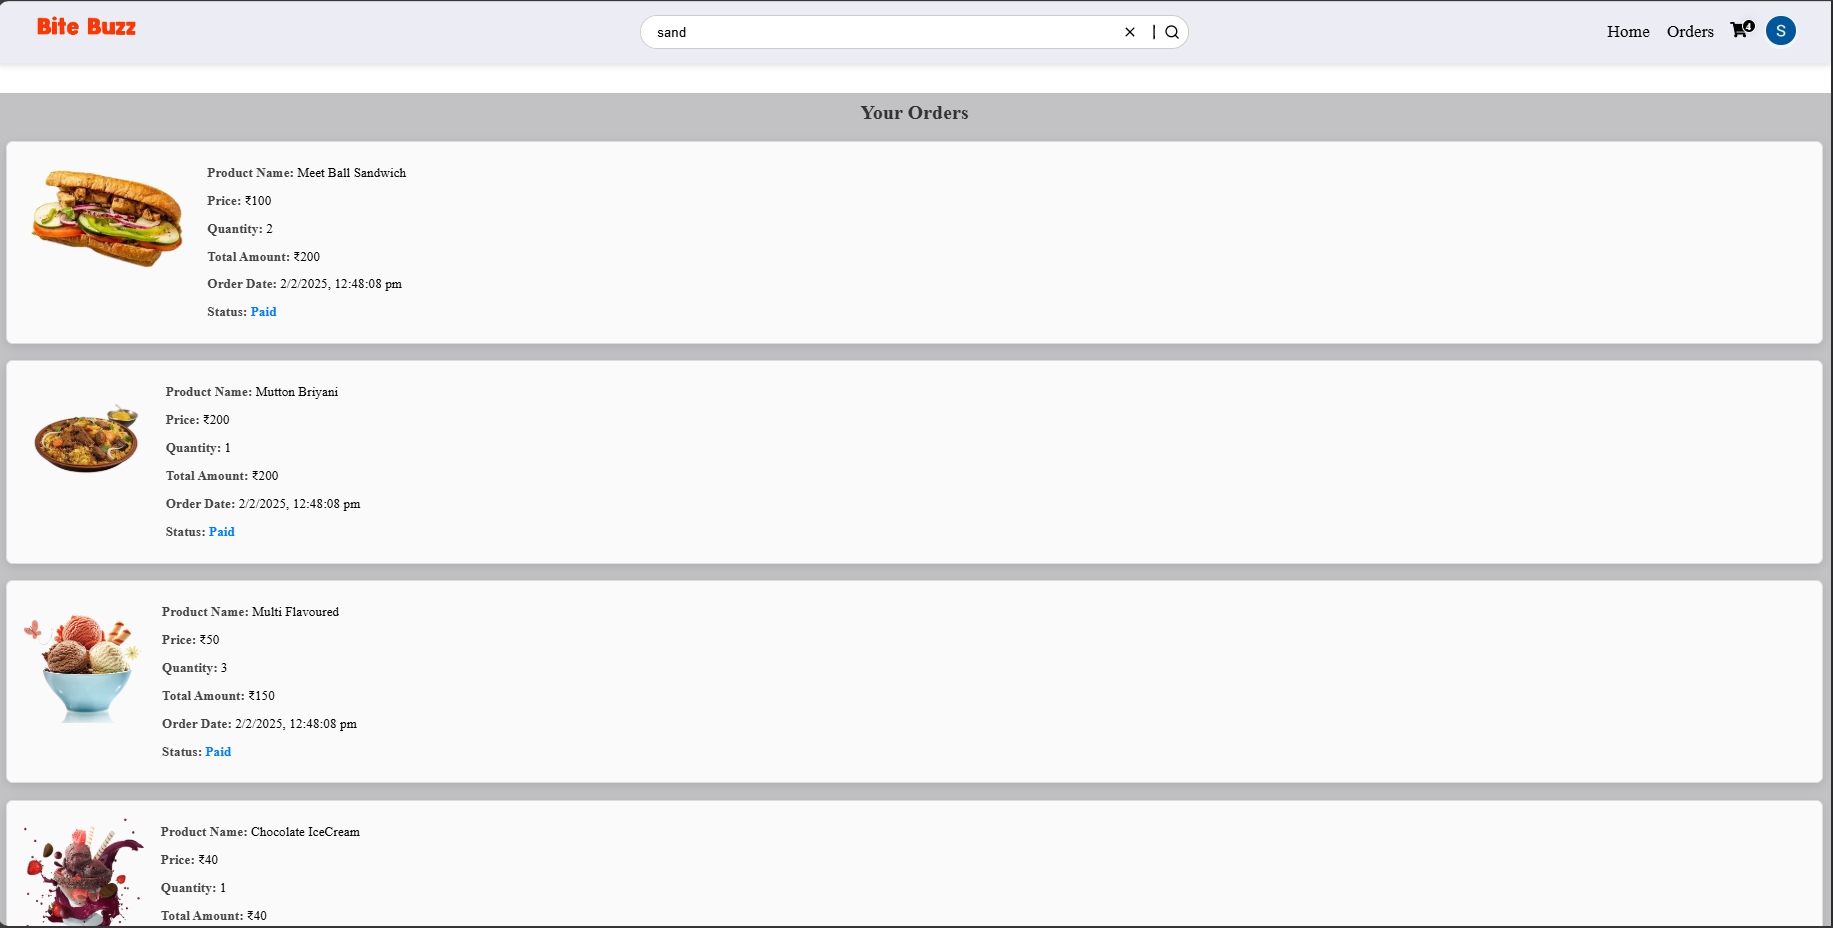 Bite Buzz
sand
Home
Orders
4
S
Your Orders
Product Name: Meet Ball Sandwich
Price: ₹100
Quantity: 2
Total Amount: ₹200
Order Date: 2/2/2025, 12:48:08 pm
Status: Paid
Product Name: Mutton Briyani
Price: ₹200
Quantity: 1
Total Amount: ₹200
Order Date: 2/2/2025, 12:48:08 pm
Status: Paid
Product Name: Multi Flavoured
Price: ₹50
Quantity: 3
Total Amount: ₹150
Order Date: 2/2/2025, 12:48:08 pm
Status: Paid
Product Name: Chocolate IceCream
Price: ₹40
Quantity: 1
Total Amount: ₹40